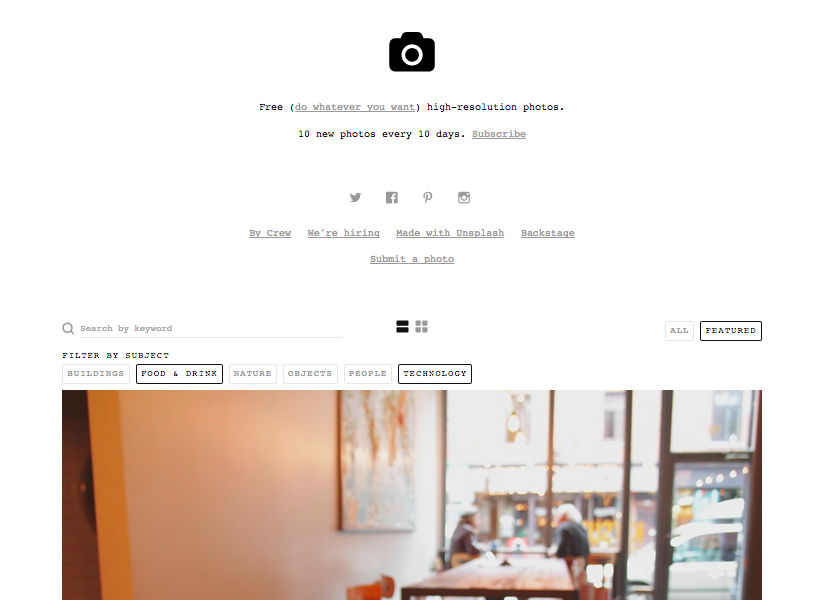 Free (do whatever you want) high-resolution photos.
10 new photos every 10 days. Subscribe
By Crew We're hiring Made with Unsplash Backstage
Submit a photo
Search by keyword
ALL FEATURED
FILTER BY SUBJECT
BUILDINGS FOOD & DRINK NATURE OBJECTS PEOPLE TECHNOLOGY